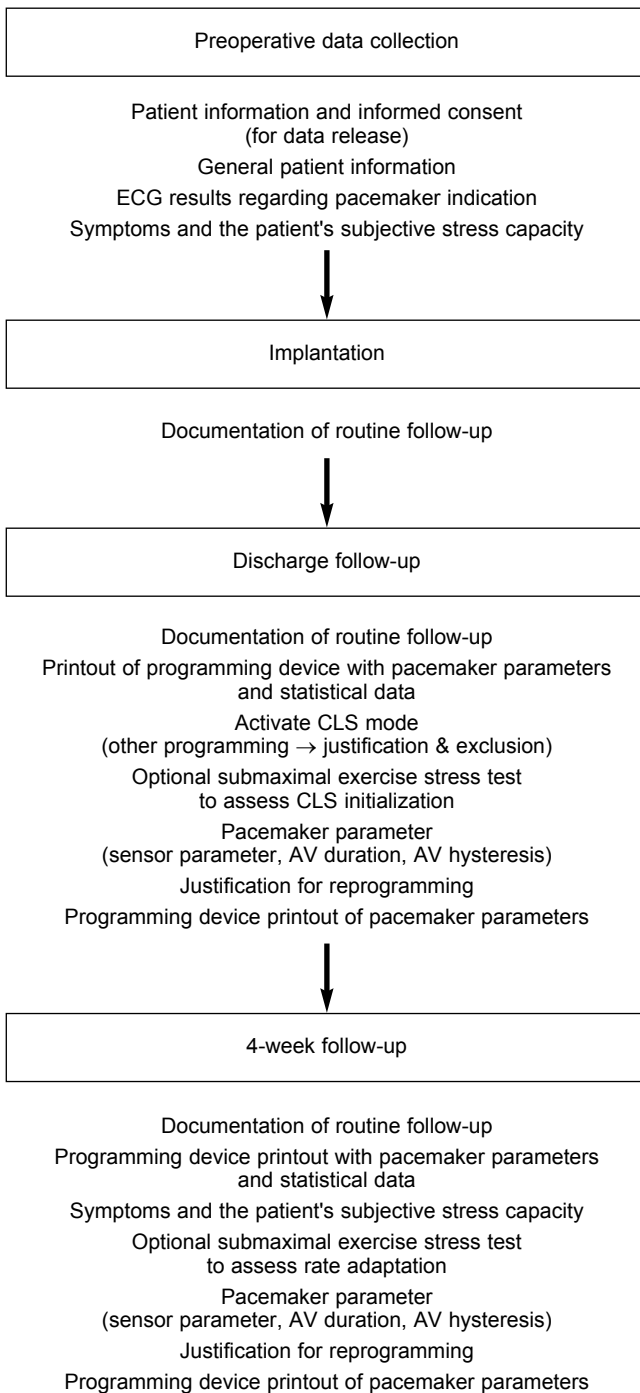 Preoperative data collection
Patient information and informed consent
(for data release)
General patient information
ECG results regarding pacemaker indication
Symptoms and the patient's subjective stress capacity
Implantation
Documentation of routine follow-up
Discharge follow-up
Documentation of routine follow-up
Printout of programming device with pacemaker parameters
and statistical data
Activate CLS mode
(other programming → justification & exclusion)
Optional submaximal exercise stress test
to assess CLS initialization
Pacemaker parameter
(sensor parameter, AV duration, AV hysteresis)
Justification for reprogramming
Programming device printout of pacemaker parameters
4-week follow-up
Documentation of routine follow-up
Programming device printout with pacemaker parameters
and statistical data
Symptoms and the patient's subjective stress capacity
Optional submaximal exercise stress test
to assess rate adaptation
Pacemaker parameter
(sensor parameter, AV duration, AV hysteresis)
Justification for reprogramming
Programming device printout of pacemaker parameters